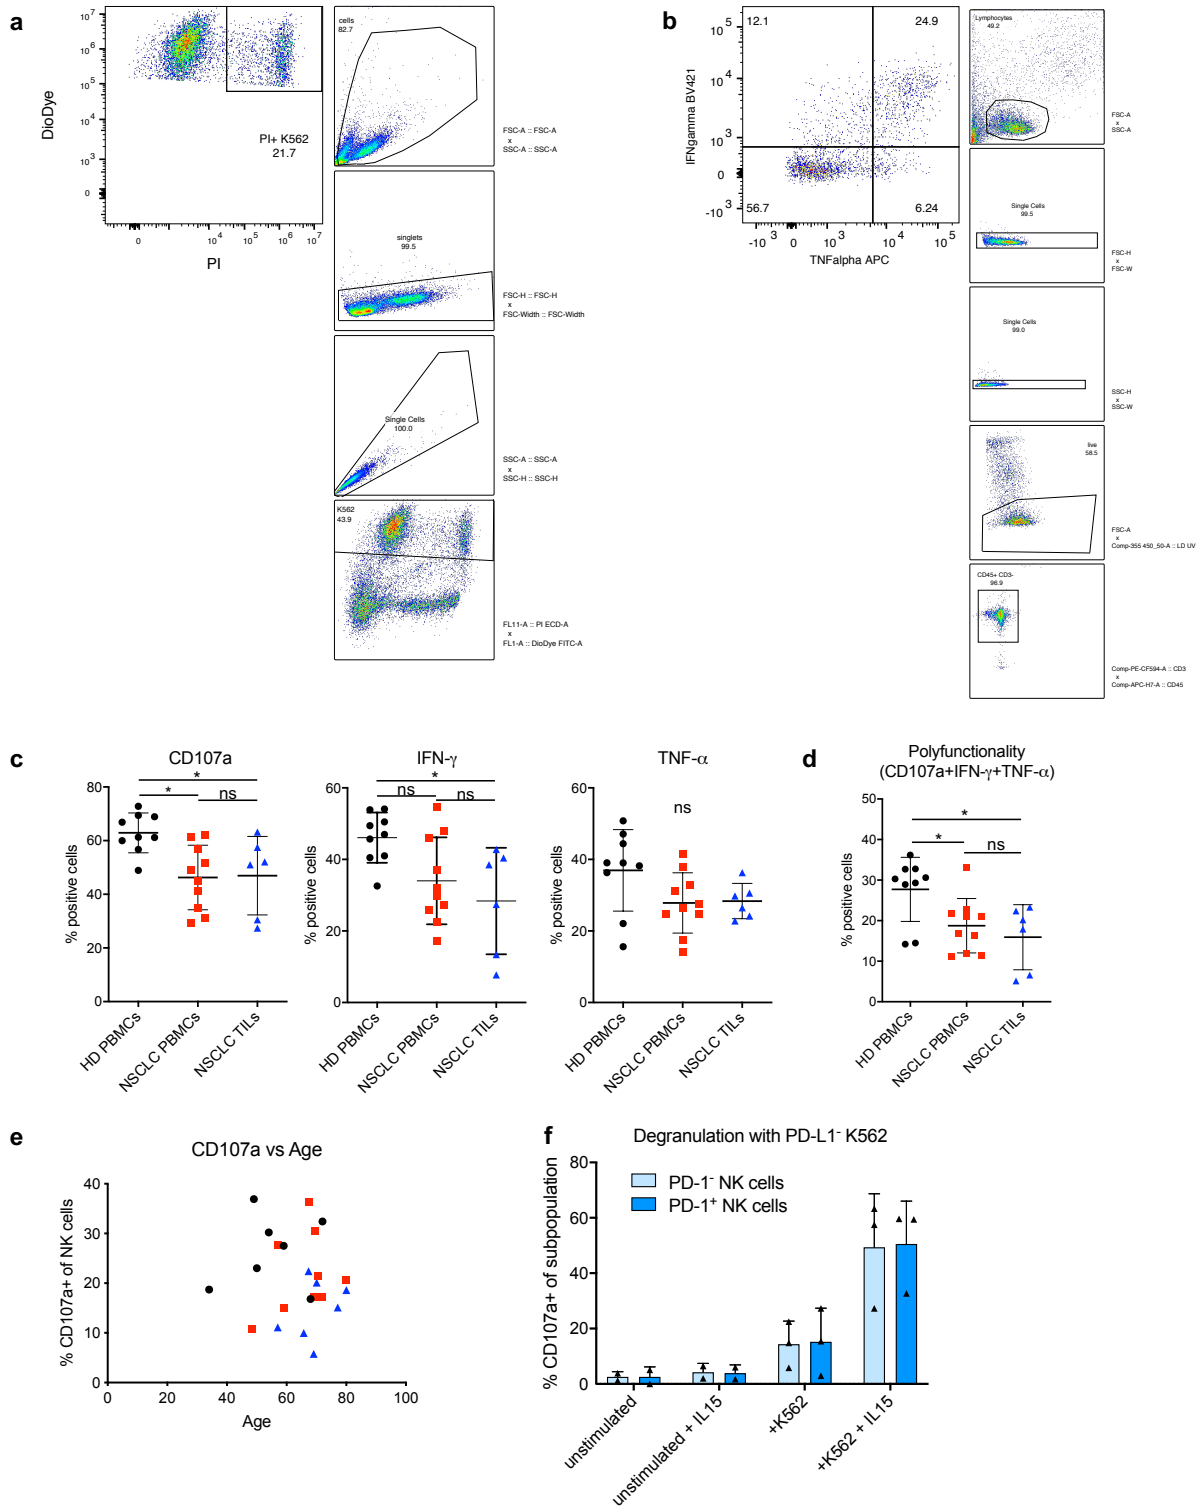 a
10^7
10^6
10^5
10^4
10^3
0
DioDye
PI+ K562
21.7
0
10^4
10^5
10^6
10^7
PI
cells
82.7
FSC-A :: FSC-A
x
SSC-A :: SSC-A
singlets
99.5
FSC-H :: FSC-H
x
FSC-Width :: FSC-Width
Single Cells
100.0
SSC-A :: SSC-A
x
SSC-H :: SSC-H
K562
43.9
FL11-A :: PI ECD-A
x
FL1-A :: DioDye FITC-A
b
12.1
24.9
56.7
6.24
10^5
10^4
10^3
0
-10^3
IFNgamma BV421
-10^3
0
10^3
10^4
10^5
TNFalpha APC
Lymphocytes
49.2
FSC-A
x
SSC-A
Single Cells
99.5
FSC-H
x
FSC-W
Single Cells
99.0
SSC-H
x
SSC-W
live
58.5
FSC-A
x
Comp-355 450_50-A :: LD UV
CD45+ CD3-
96.9
Comp-PE-CF594-A :: CD3
x
Comp-APC-H7-A :: CD45
c
CD107a
*
*
ns
80
60
40
20
0
% positive cells
HD PBMCs
NSCLC PBMCs
NSCLC TILs
IFN-γ
*
ns
ns
60
40
20
0
% positive cells
HD PBMCs
NSCLC PBMCs
NSCLC TILs
TNF-α
ns
60
40
20
0
% positive cells
HD PBMCs
NSCLC PBMCs
NSCLC TILs
d
Polyfunctionality
(CD107a+IFN-γ+TNF-α)
*
*
ns
50
40
30
20
10
0
% positive cells
HD PBMCs
NSCLC PBMCs
NSCLC TILs
e
CD107a vs Age
40
30
20
10
0
% CD107a+ of NK cells
0
20
40
60
80
100
Age
f
Degranulation with PD-L1⁻ K562
PD-1⁻ NK cells
PD-1⁺ NK cells
80
60
40
20
0
% CD107a+ of subpopulation
unstimulated
unstimulated + IL15
+K562
+K562 + IL15